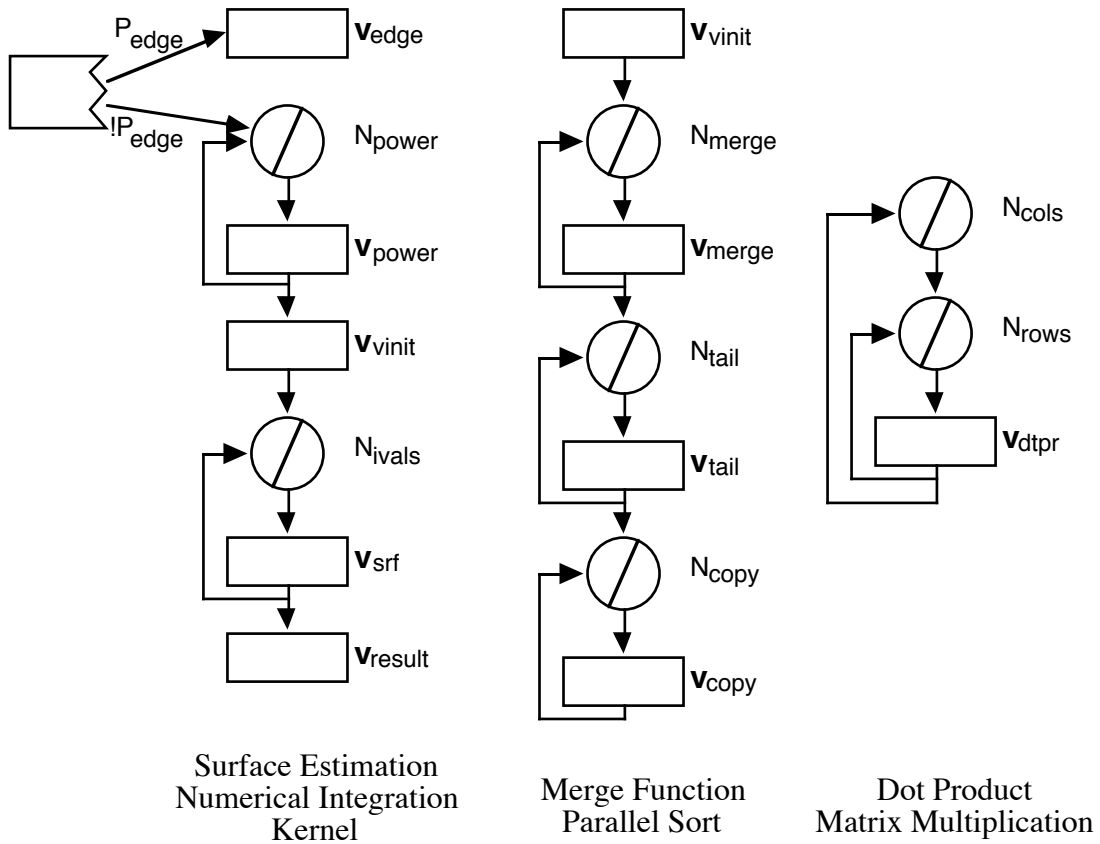 Pedge
vedge
!Pedge
Npower
vpower
vvinit
Nivals
vsrf
vresult
Surface Estimation
Numerical Integration
Kernel
vvinit
Nmerge
vmerge
Ntail
vtail
Ncopy
vcopy
Merge Function
Parallel Sort
Ncols
Nrows
vdtpr
Dot Product
Matrix Multiplication